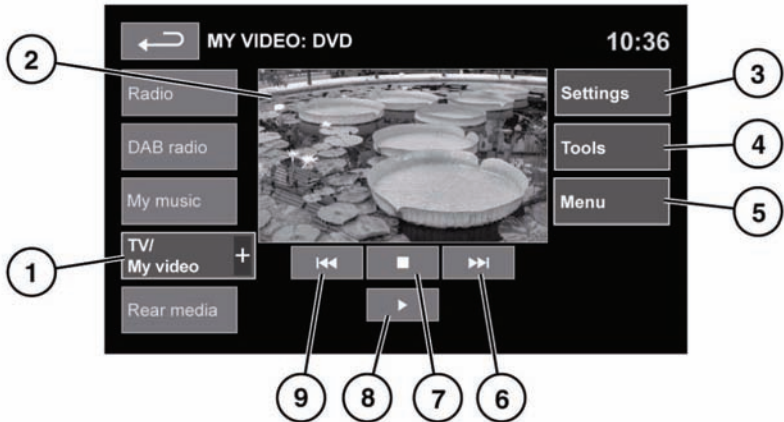 MY VIDEO: DVD
10:36
2
3
Radio
Settings
4
DAB radio
Tools
5
My music
Menu
1
TV/
My video
+
Rear media
9
8
7
6